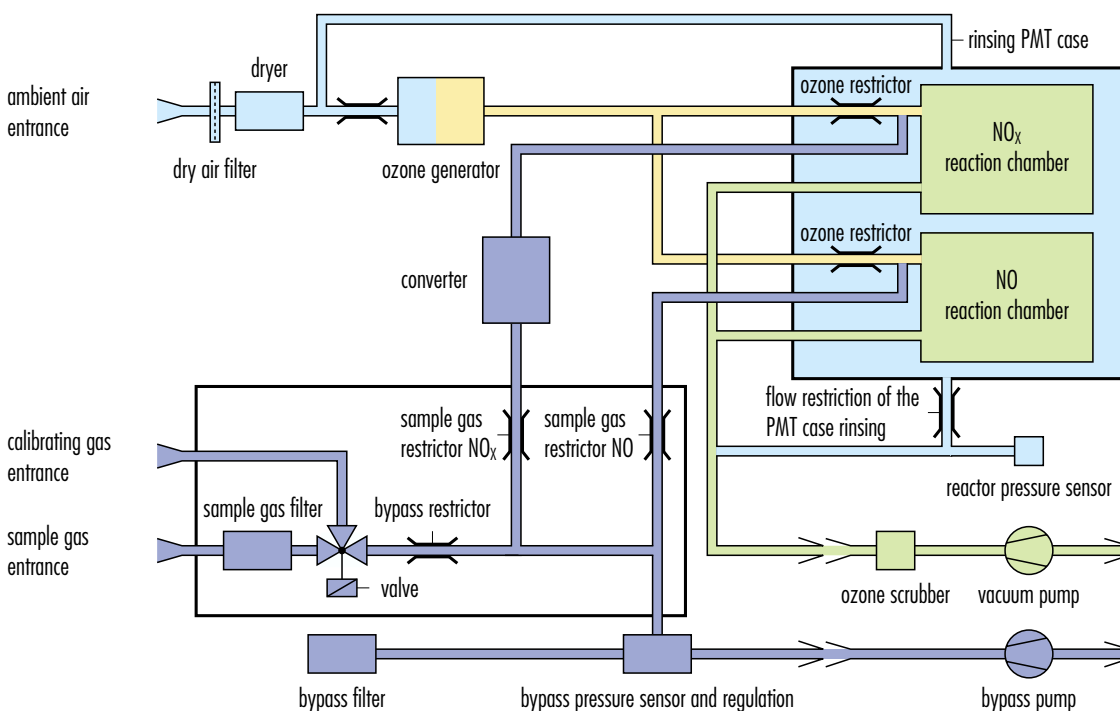 rinsing PMT case
dryer
ambient air
entrance
ozone restrictor
NOX
reaction chamber
dry air filter
ozone generator
ozone restrictor
converter
NO
reaction chamber
flow restriction of the
PMT case rinsing
sample gas
restrictor NOX
sample gas
restrictor NO
calibrating gas
entrance
reactor pressure sensor
sample gas filter
bypass restrictor
sample gas
entrance
valve
ozone scrubber
vacuum pump
bypass filter
bypass pressure sensor and regulation
bypass pump